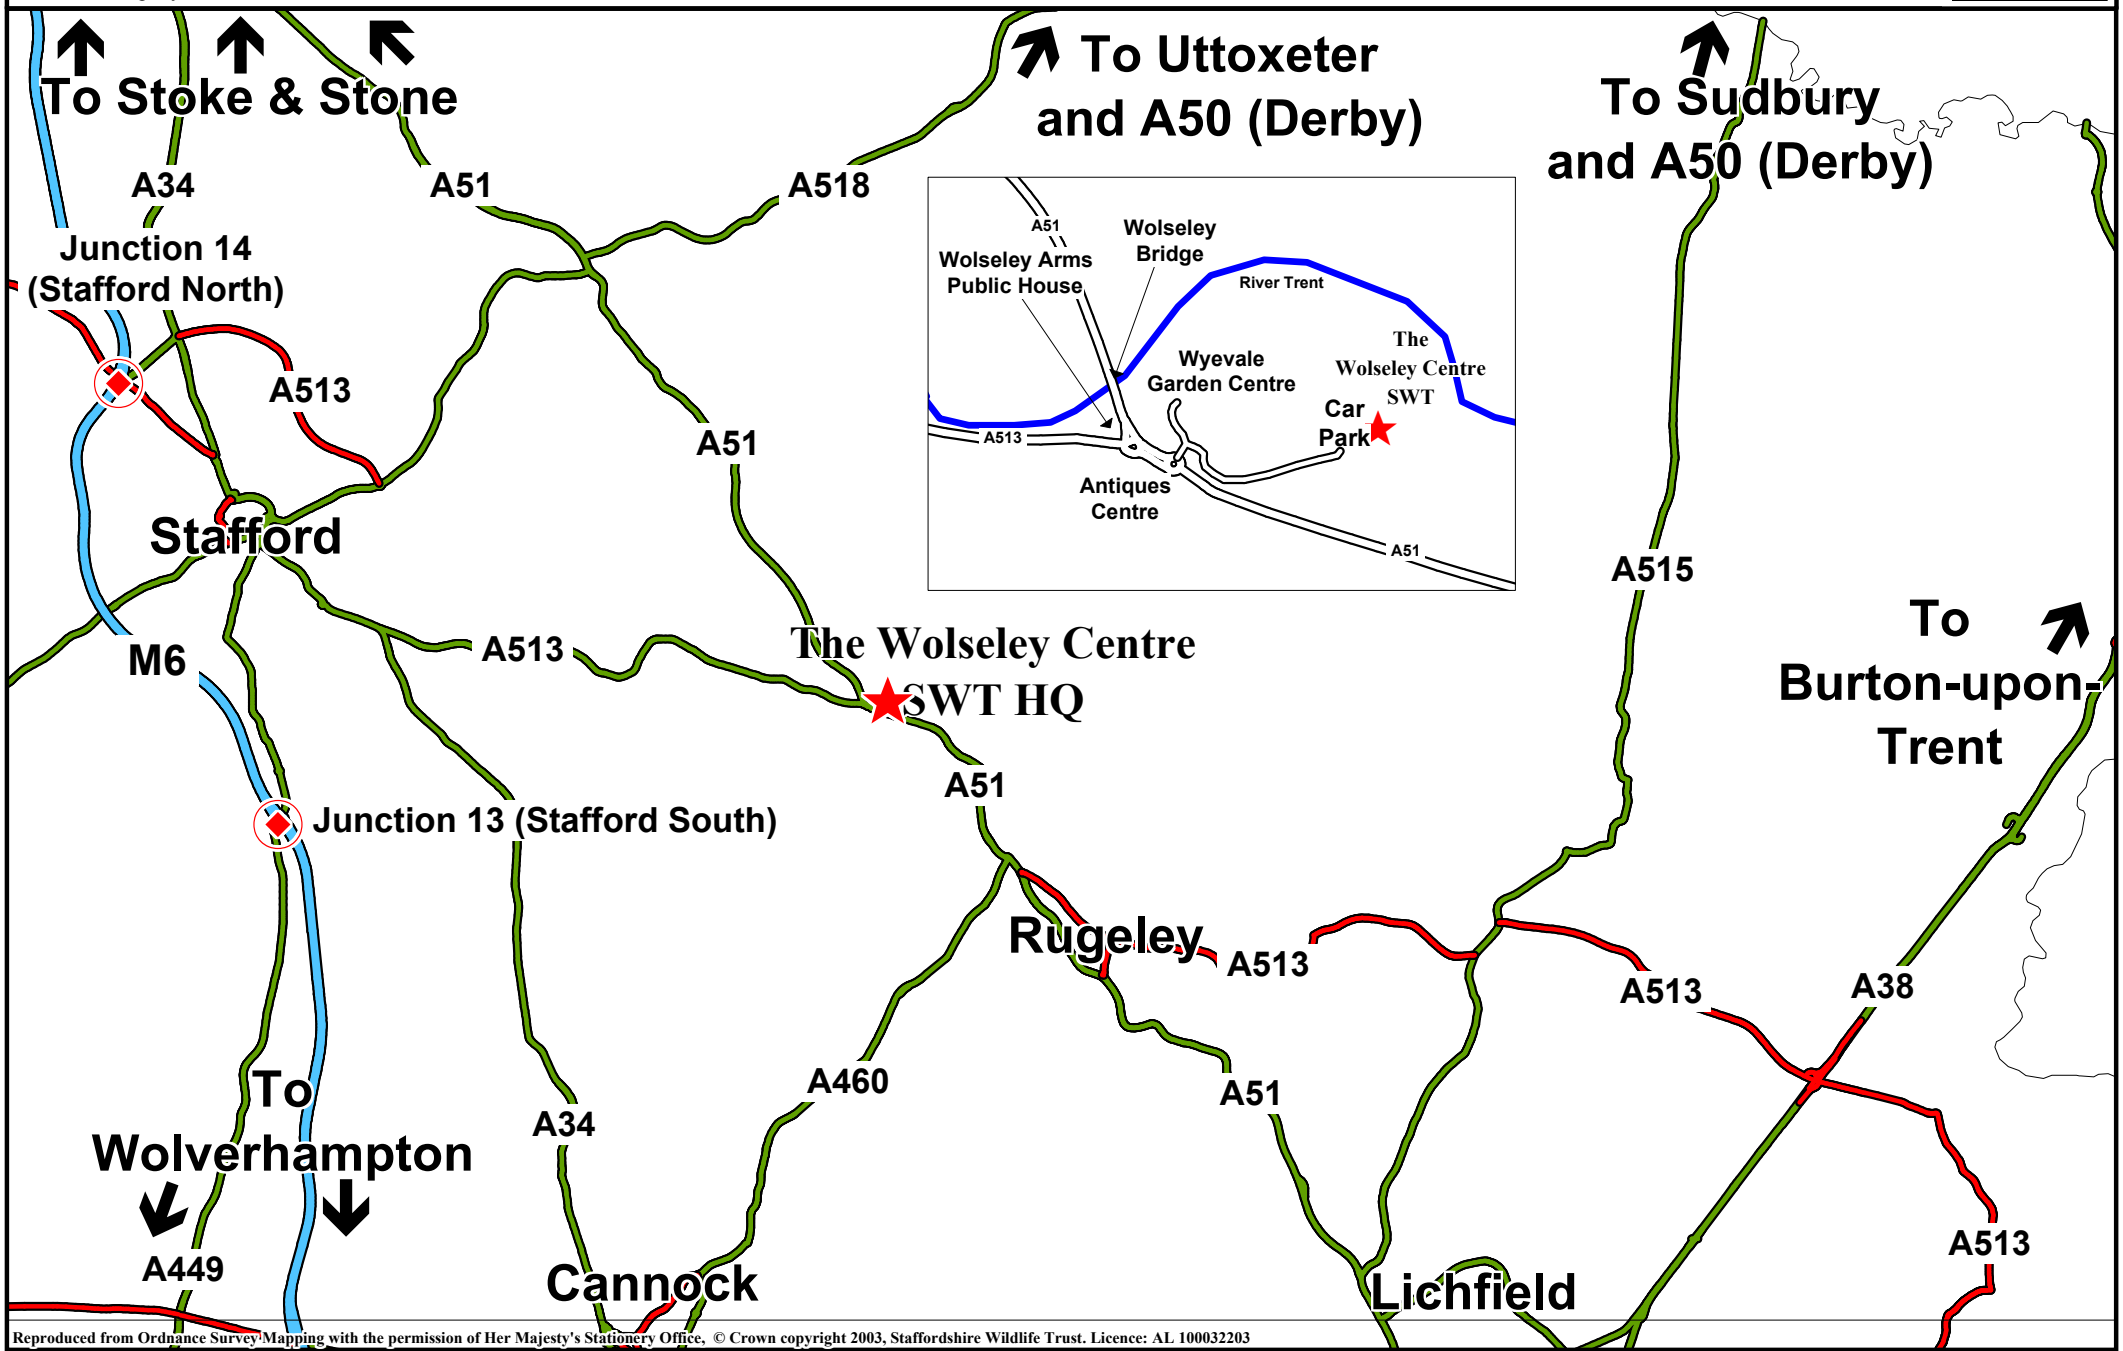 To Stoke & Stone
To Uttoxeter
and A50 (Derby)
To Sudbury
and A50 (Derby)
A34
A51
A518
Junction 14
(Stafford North)
A513
A51
Stafford
A51
Wolseley
Bridge
Wolseley Arms
Public House
River Trent
The
Wolseley Centre
SWT
Wyevale
Garden Centre
Car
Park
A513
Antiques
Centre
A51
A515
To
Burton-upon-
Trent
M6
A513
The Wolseley Centre
SWT HQ
A51
Junction 13 (Stafford South)
Rugeley
A513
A513
A38
To
Wolverhampton
A460
A34
A51
A449
Cannock
Lichfield
A513
Reproduced from Ordnance Survey Mapping with the permission of Her Majesty's Stationery Office, © Crown copyright 2003, Staffordshire Wildlife Trust. Licence: AL 100032203